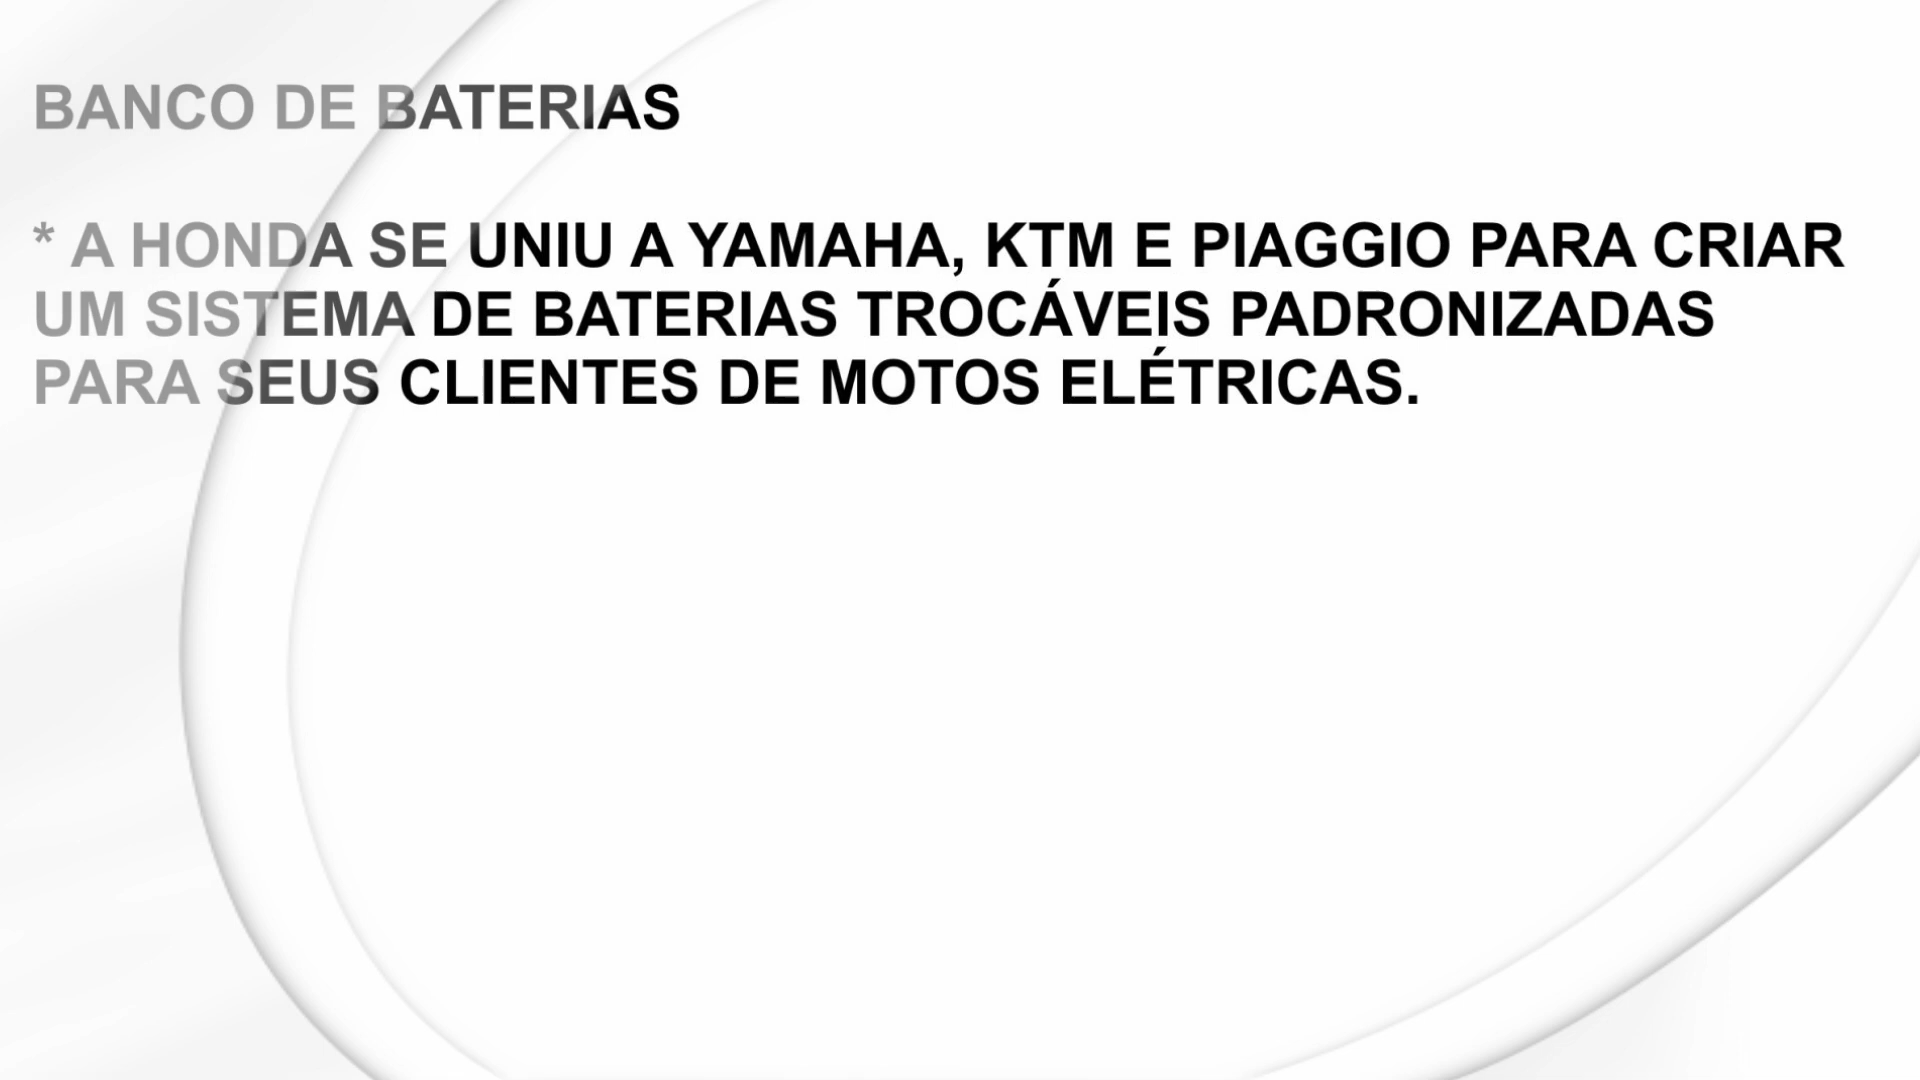 BANCO DE BATERIAS
* A HONDA SE UNIU A YAMAHA, KTM E PIAGGIO PARA CRIAR
UM SISTEMA DE BATERIAS TROCÁVEIS PADRONIZADAS
PARA SEUS CLIENTES DE MOTOS ELÉTRICAS.